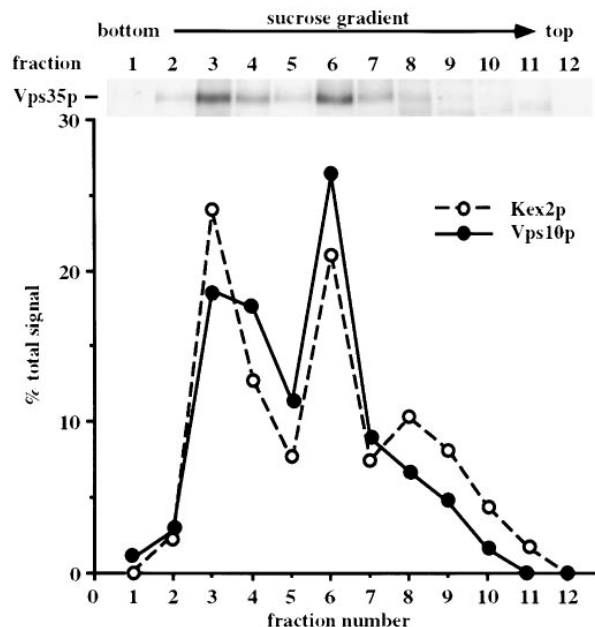 sucrose gradient
bottom top
fraction 1 2 3 4 5 6 7 8 9 10 11 12
Vps35p
30
Kex2p
Vps10p
20
% total signal
10
0
0 1 2 3 4 5 6 7 8 9 10 11 12
fraction number